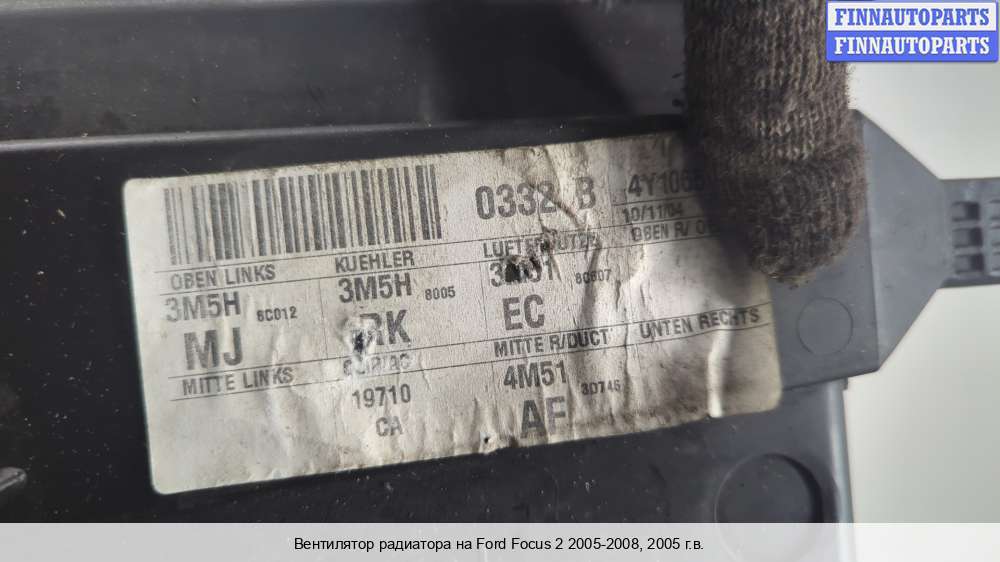 FINNAUTOPARTS
FINNAUTOPARTS
0332 B
10/11/04
OBEN LINKS KUEHLER
3M5H 6C012 3M5H 8005 8C607
MJ EC
MITTE LINKS MITTE R/DUCT UNTEN RECHTS
19710 4M51
CA
Вентилятор радиатора на Ford Focus 2 2005-2008, 2005 г.в.